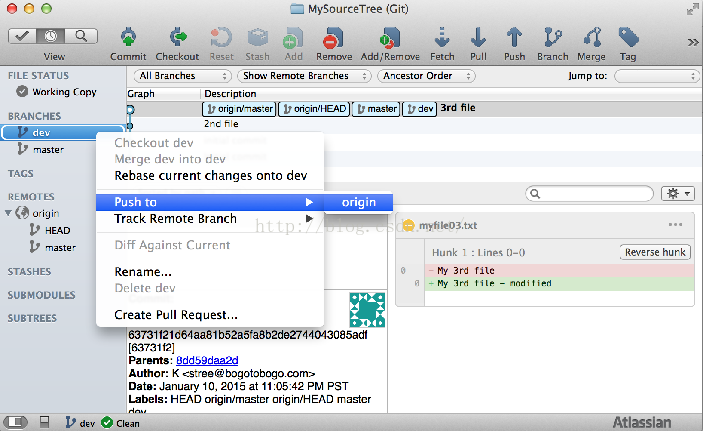 MySourceTree (Git)
View Commit Checkout Reset Stash Add Remove Add/Remove Fetch Pull Push Branch Merge Tag
All Branches Show Remote Branches Ancestor Order Jump to:
FILE STATUS
Working Copy
BRANCHES
dev
master
TAGS
REMOTES
origin
HEAD
master
STASHES
SUBMODULES
SUBTREES
Graph Description
origin/master origin/HEAD master dev 3rd file
2nd file
Checkout dev
Merge dev into dev
Rebase current changes onto dev
Push to
origin
Track Remote Branch
Diff Against Current
Rename...
Delete dev
Create Pull Request...
myfile03.txt
Hunk 1 : Lines 0-0 Reverse hunk
0 - My 3rd file
0 + My 3rd file - modified
63731f21d64aa81b52a5fa8b2de2744043085adf
[63731f2]
Parents: 8dd59daa2d
Author: K <stree@bogotobogo.com>
Date: January 10, 2015 at 11:05:42 PM PST
Labels: HEAD origin/master origin/HEAD master
dev
dev Clean Atlassian